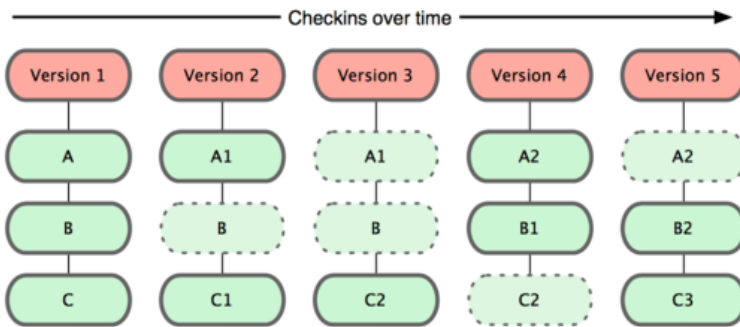 Checkins over time
Version 1 Version 2 Version 3 Version 4 Version 5
A A1 A1 A2 A2
B B B B1 B2
C C1 C2 C2 C3